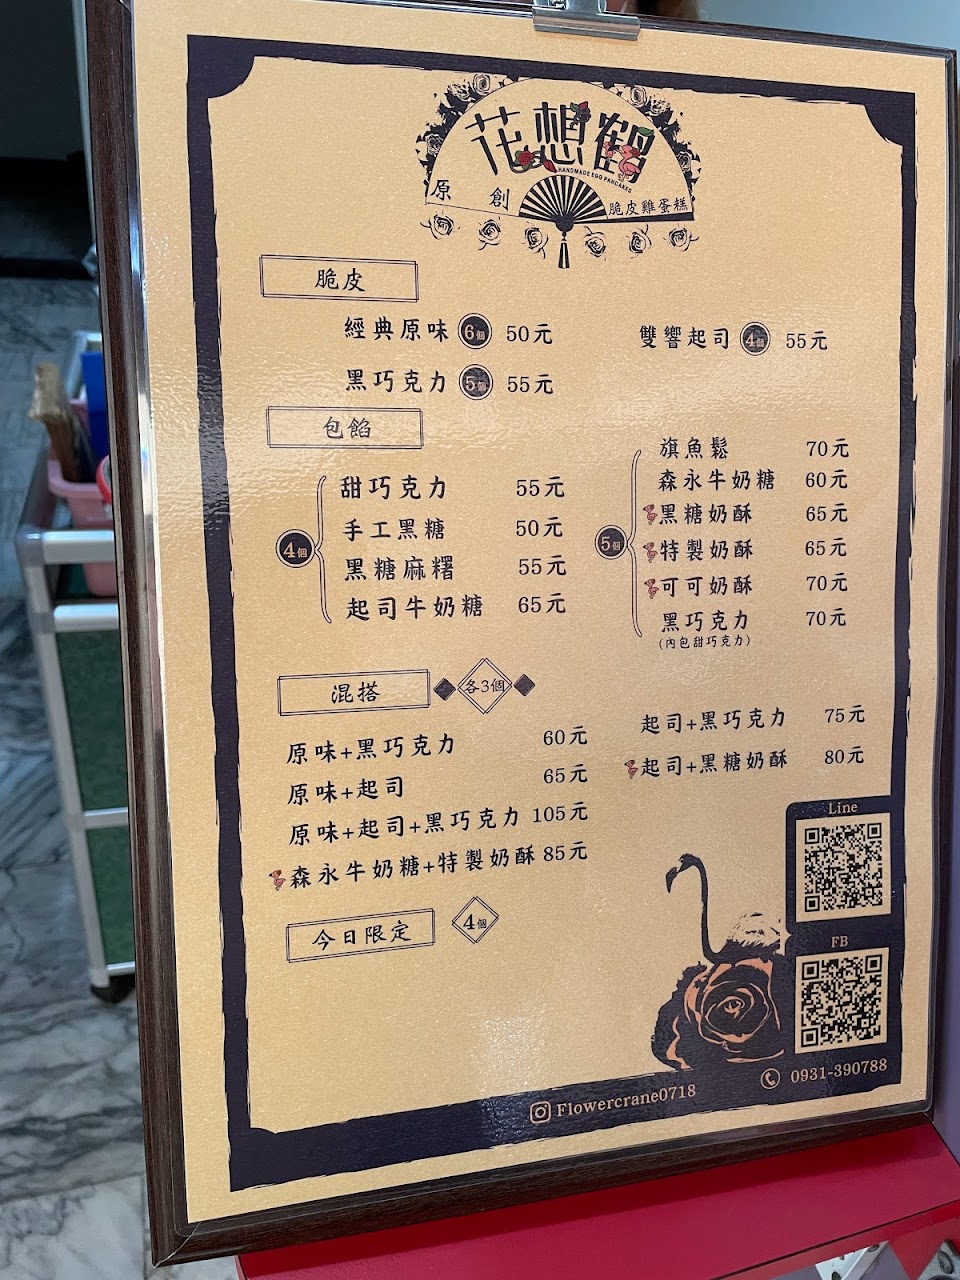 花想鶴
HANDMADE EGG PANCAKES
原創
脆皮雞蛋糕
脆皮
經典原味 6個 50元
雙響起司 4個 55元
黑巧克力 5個 55元
包餡
4個
甜巧克力 55元
手工黑糖 50元
黑糖麻糬 55元
起司牛奶糖 65元
5個
旗魚鬆 70元
森永牛奶糖 60元
黑糖奶酥 65元
特製奶酥 65元
可可奶酥 70元
黑巧克力 70元
(內包甜巧克力)
混搭 各3個
原味+黑巧克力 60元
原味+起司 65元
原味+起司+黑巧克力 105元
森永牛奶糖+特製奶酥 85元
起司+黑巧克力 75元
起司+黑糖奶酥 80元
今日限定 4個
Line
FB
Flowercrane0718
0931-390788